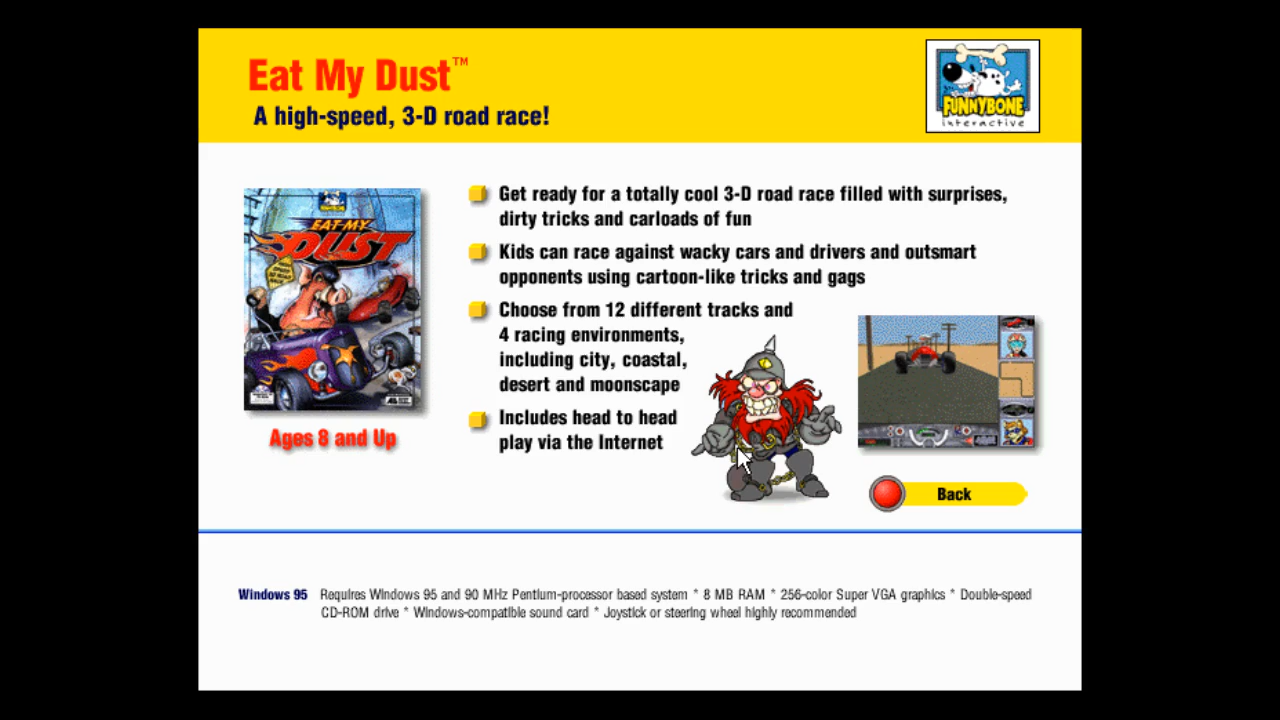 Eat My Dust™
A high-speed, 3-D road race!
FUNNYBONE
interactive
Get ready for a totally cool 3-D road race filled with surprises,
dirty tricks and carloads of fun
Kids can race against wacky cars and drivers and outsmart
opponents using cartoon-like tricks and gags
Choose from 12 different tracks and
4 racing environments,
including city, coastal,
desert and moonscape
Includes head to head
play via the Internet
EAT MY
DUST
Ages 8 and Up
Back
Windows 95 Requires Windows 95 and 90 MHz Pentium-processor based system * 8 MB RAM * 256-color Super VGA graphics * Double-speed
CD-ROM drive * Windows-compatible sound card * Joystick or steering wheel highly recommended